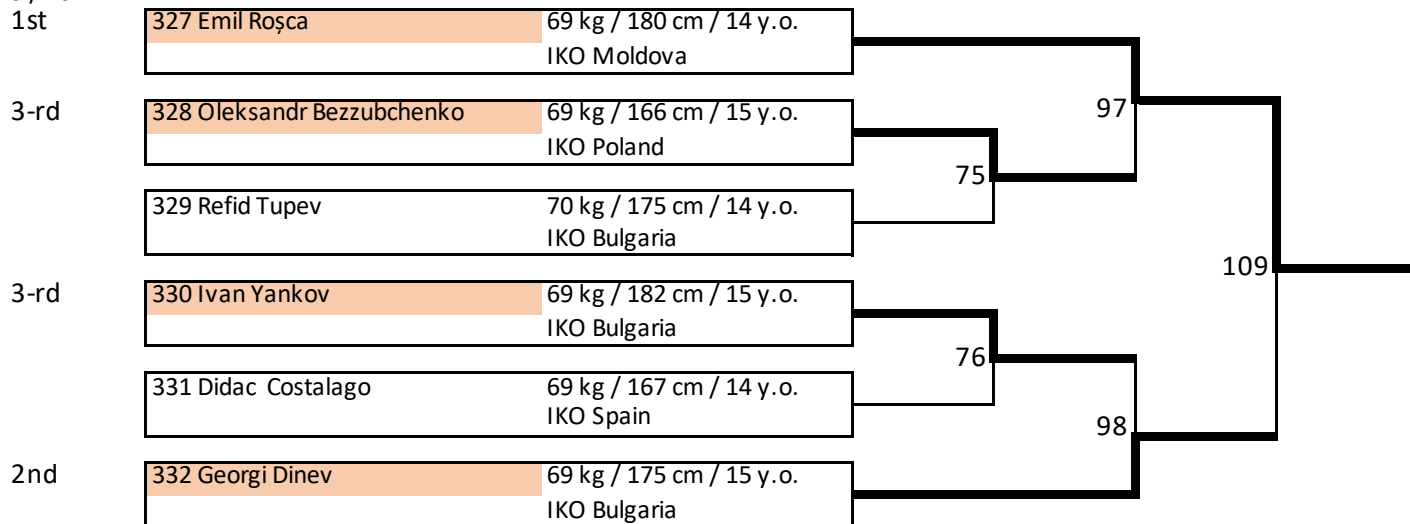 1st 327 Emil Roșca 69 kg / 180 cm / 14 y.o.
IKO Moldova
97
3-rd 328 Oleksandr Bezzubchenko 69 kg / 166 cm / 15 y.o.
IKO Poland
75
329 Refid Tupev 70 kg / 175 cm / 14 y.o.
IKO Bulgaria
109
3-rd 330 Ivan Yankov 69 kg / 182 cm / 15 y.o.
IKO Bulgaria
76
331 Didac Costalago 69 kg / 167 cm / 14 y.o.
IKO Spain
98
2nd 332 Georgi Dinev 69 kg / 175 cm / 15 y.o.
IKO Bulgaria